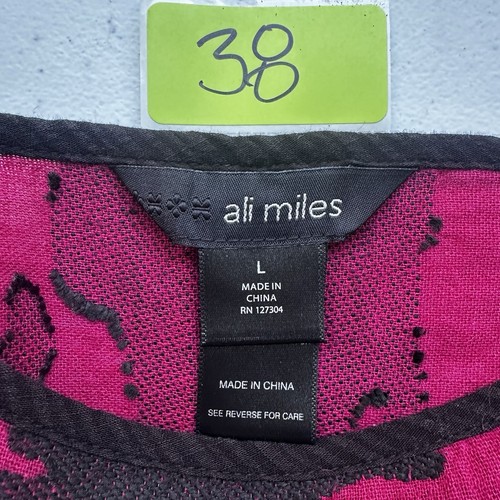 38
ali miles
L
MADE IN
CHINA
RN 127304
MADE IN CHINA
SEE REVERSE FOR CARE